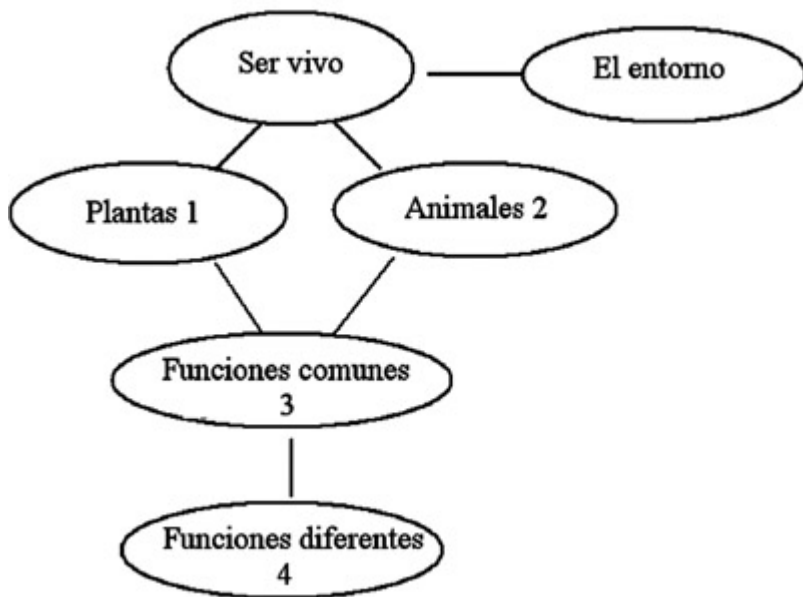 Ser vivo
El entorno
Plantas 1
Animales 2
Funciones comunes
3
Funciones diferentes
4